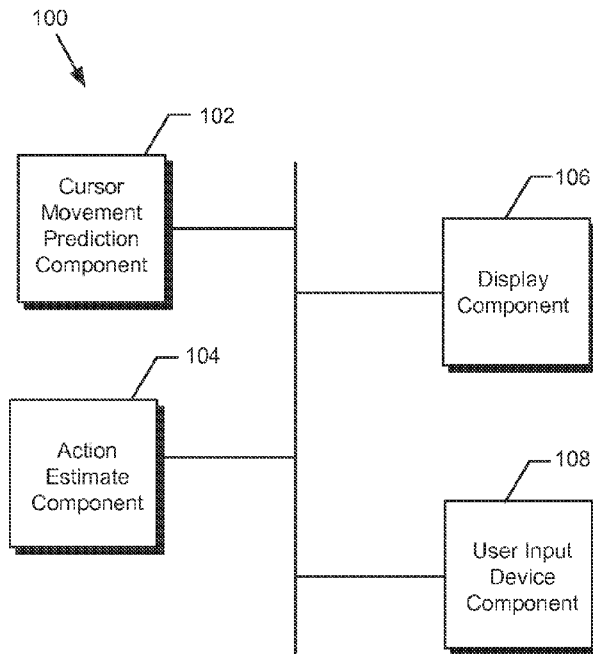 100
102
Cursor
Movement
Prediction
Component
106
Display
Component
104
Action
Estimate
Component
108
User Input
Device
Component